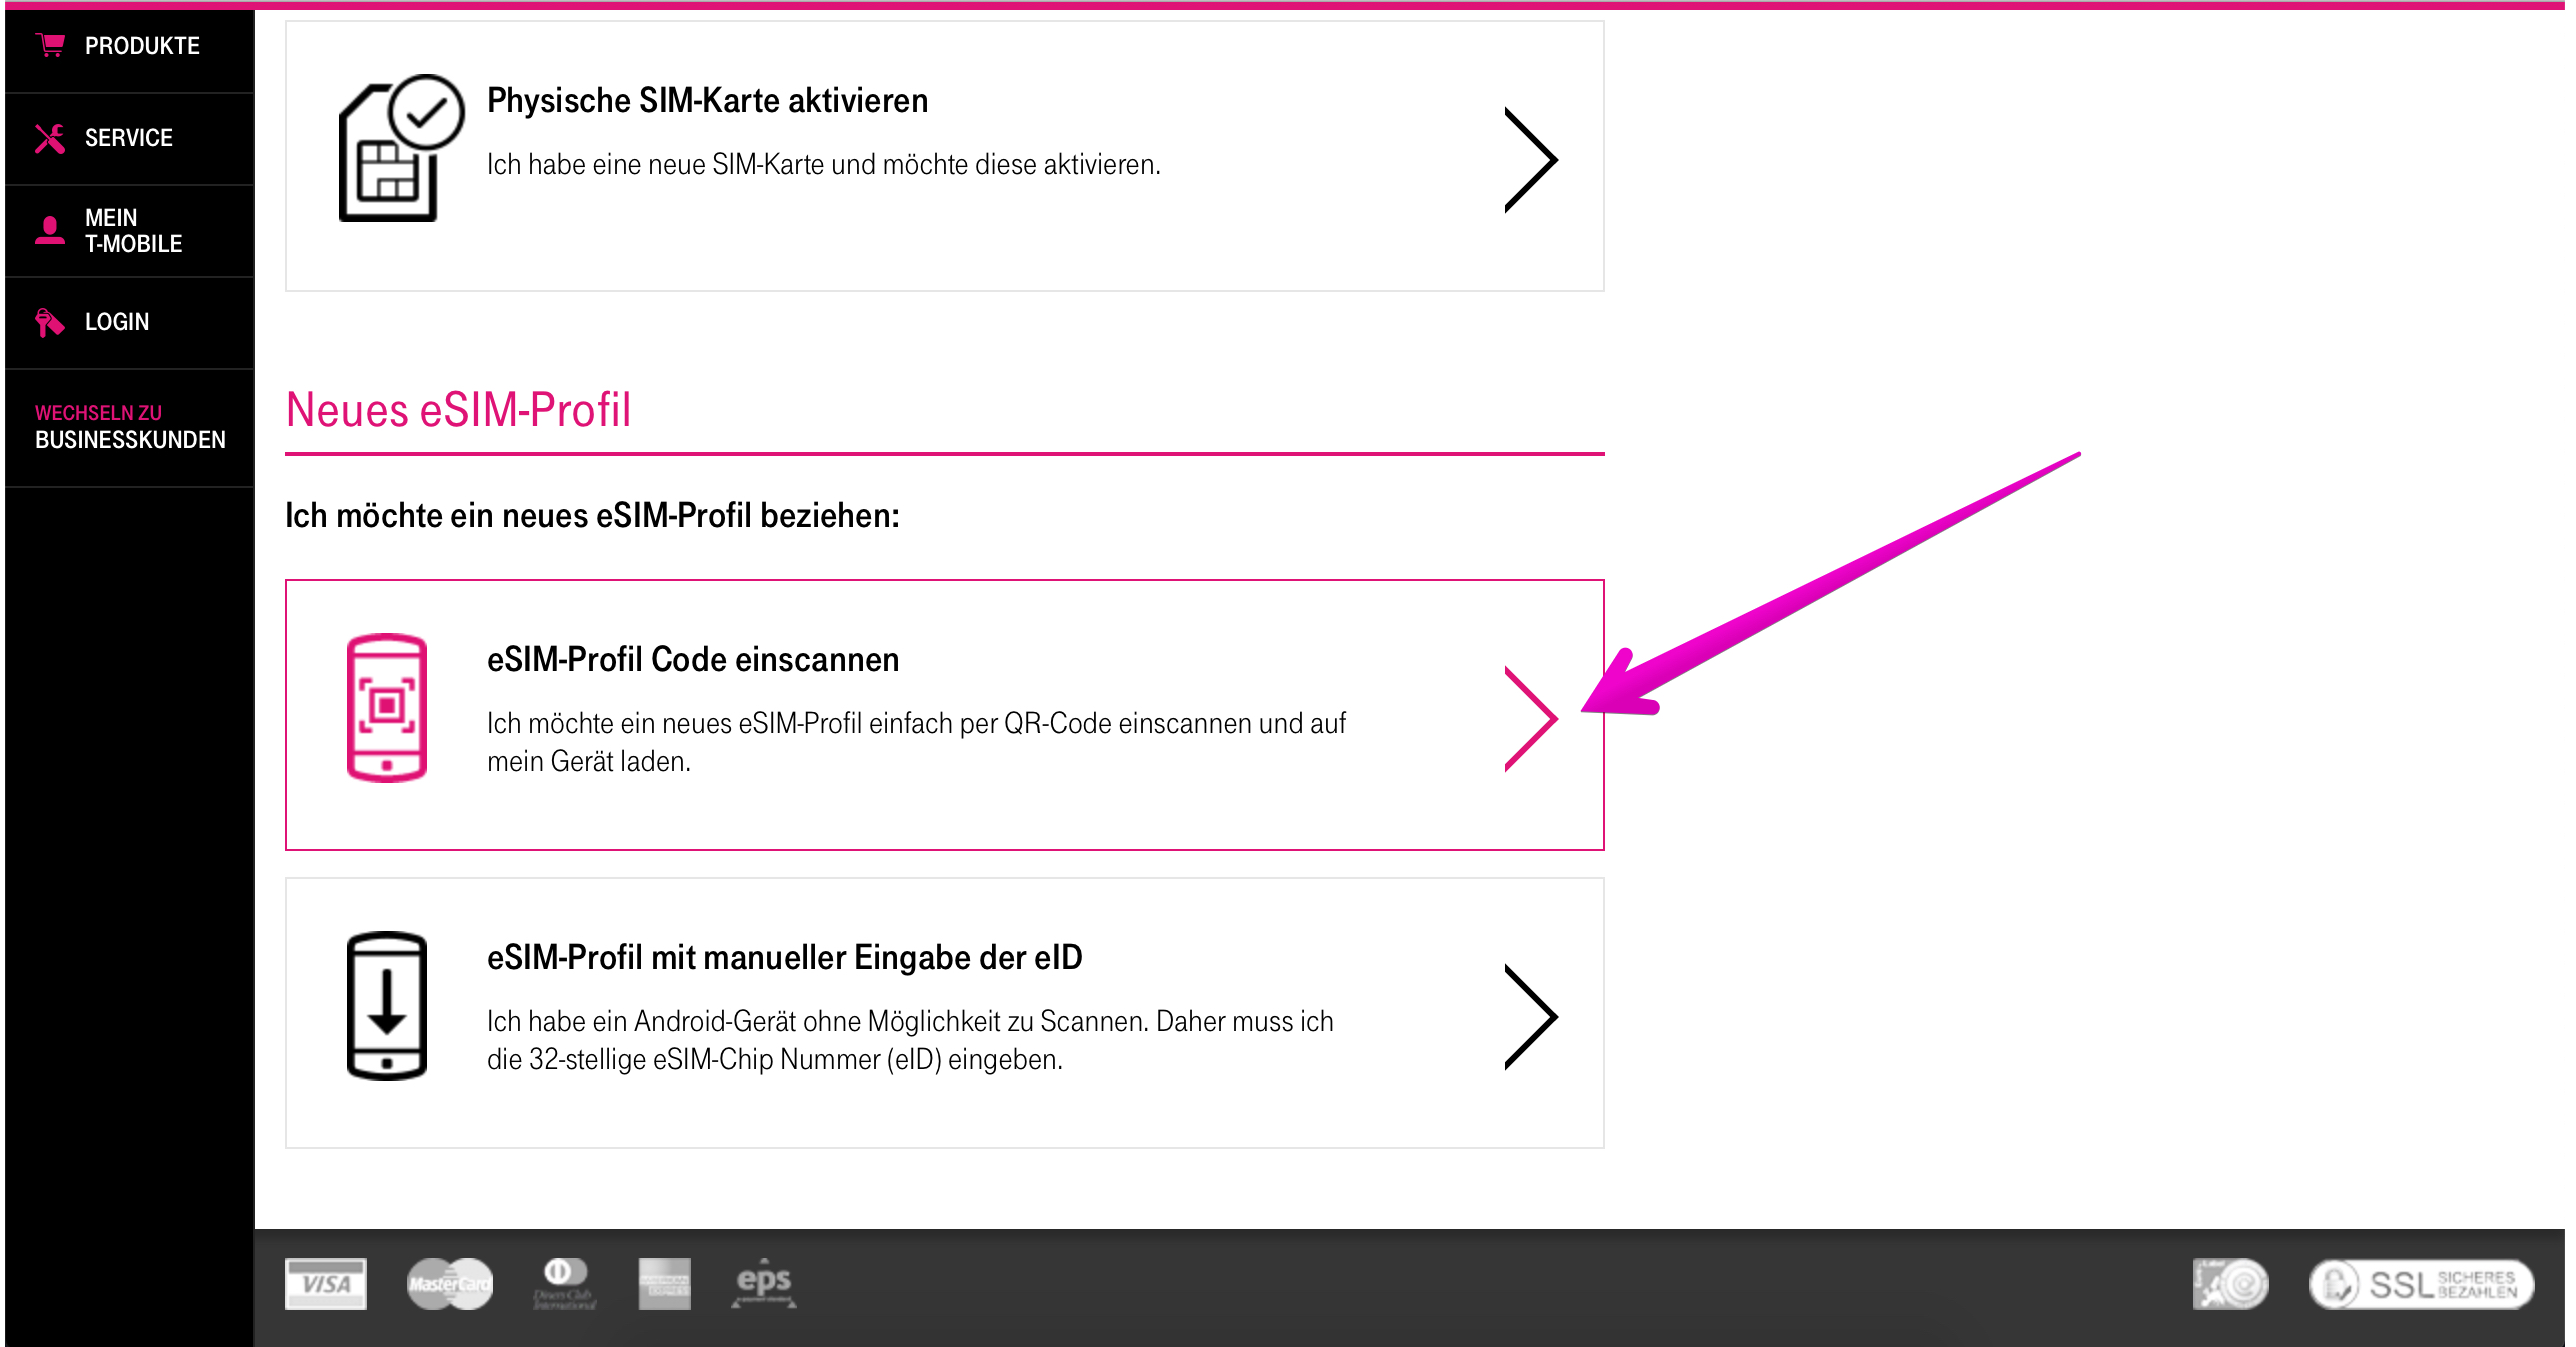 PRODUKTE
SERVICE
MEIN
T-MOBILE
LOGIN
WECHSELN ZU
BUSINESSKUNDEN
Physische SIM-Karte aktivieren
Ich habe eine neue SIM-Karte und möchte diese aktivieren.
Neues eSIM-Profil
Ich möchte ein neues eSIM-Profil beziehen:
eSIM-Profil Code einscannen
Ich möchte ein neues eSIM-Profil einfach per QR-Code einscannen und auf
mein Gerät laden.
eSIM-Profil mit manueller Eingabe der eID
Ich habe ein Android-Gerät ohne Möglichkeit zu Scannen. Daher muss ich
die 32-stellige eSIM-Chip Nummer (eID) eingeben.
VISA
MasterCard
Diners Club
International
AMERICAN
EXPRESS
eps
SSL SICHERES
BEZAHLEN